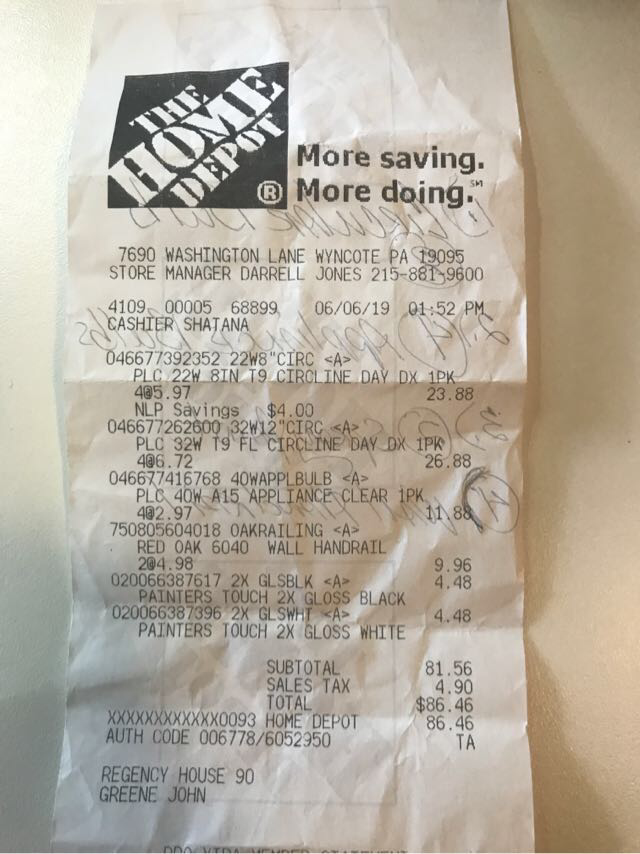 THE
HOME
DEPOT
®
More saving.
More doing.℠
7690 WASHINGTON LANE WYNCOTE PA 19095
STORE MANAGER DARRELL JONES 215-881-9600
4109 00005 68899 06/06/19 01:52 PM
CASHIER SHATANA
046677392352 22W8"CIRC <A>
PLC 22W 8IN T9 CIRCLINE DAY DX 1PK
4@5.97 23.88
NLP Savings $4.00
046677262600 32W12"CIRC <A>
PLC 32W T9 FL CIRCLINE DAY DX 1PK
4@6.72 26.88
046677416768 40WAPPLBULB <A>
PLC 40W A15 APPLIANCE CLEAR 1PK
4@2.97 11.88
750805604018 OAKRAILING <A>
RED OAK 6040 WALL HANDRAIL
2@4.98 9.96
020066387617 2X GLSBLK <A> 4.48
PAINTERS TOUCH 2X GLOSS BLACK
020066387396 2X GLSWHT <A> 4.48
PAINTERS TOUCH 2X GLOSS WHITE
SUBTOTAL 81.56
SALES TAX 4.90
TOTAL $86.46
XXXXXXXXXXXX0093 HOME DEPOT 86.46
AUTH CODE 006778/6052950 TA
REGENCY HOUSE 90
GREENE JOHN